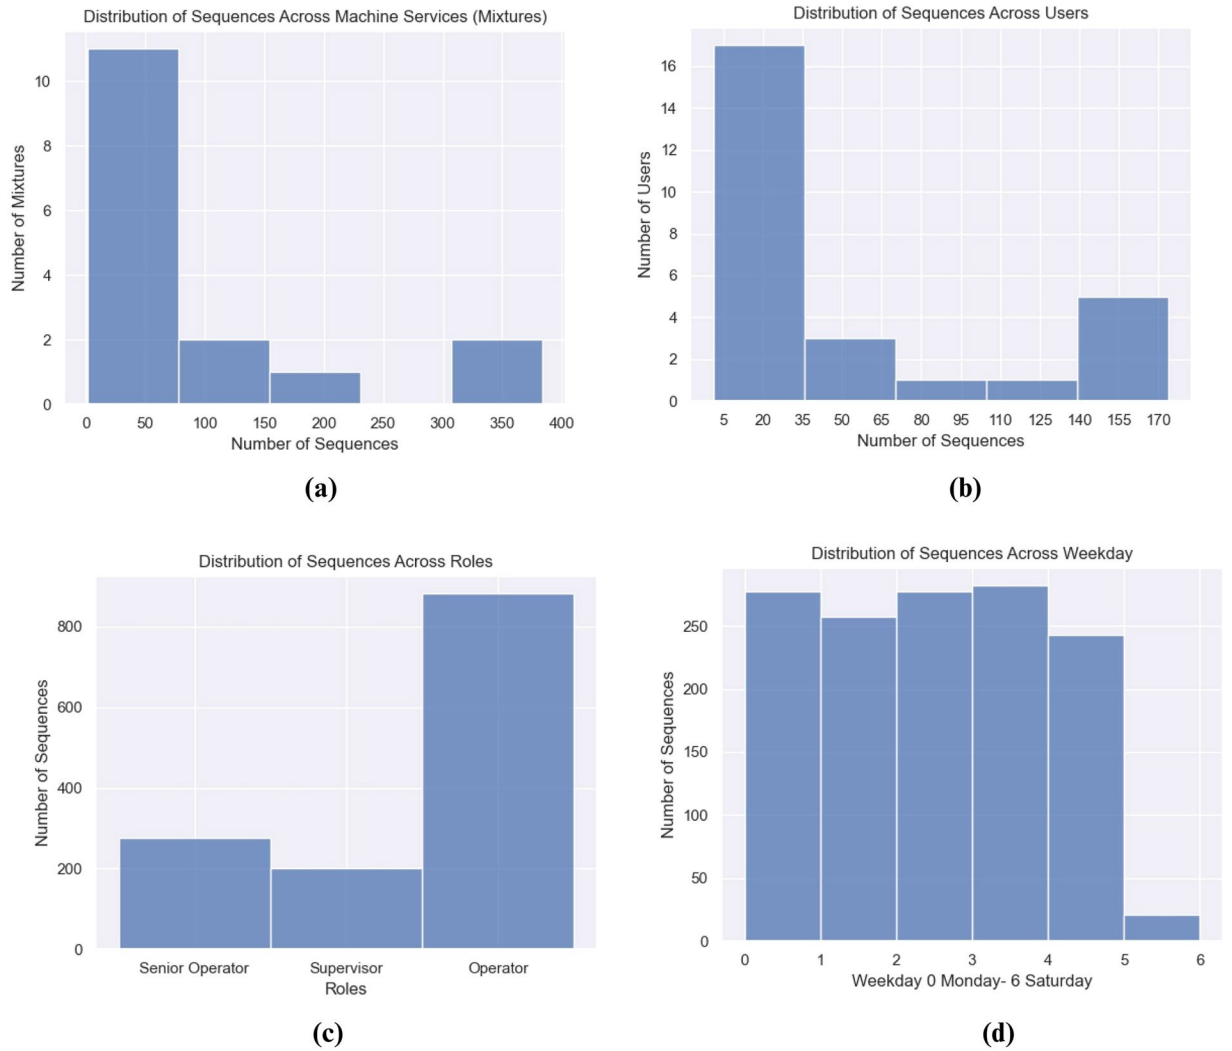 Distribution of Sequences Across Machine Services (Mixtures)
10
8
6
4
2
0
Number of Mixtures
0 50 100 150 200 250 300 350 400
Number of Sequences
(a)
Distribution of Sequences Across Users
16
14
12
10
8
6
4
2
0
Number of Users
5 20 35 50 65 80 95 110 125 140 155 170
Number of Sequences
(b)
Distribution of Sequences Across Roles
800
600
400
200
0
Number of Sequences
Senior Operator Supervisor Operator
Roles
(c)
Distribution of Sequences Across Weekday
250
200
150
100
50
0
Number of Sequences
0 1 2 3 4 5 6
Weekday 0 Monday- 6 Saturday
(d)